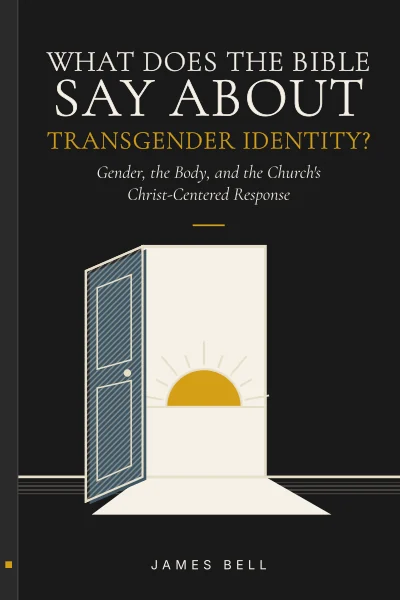 WHAT DOES THE BIBLE
SAY ABOUT
TRANSGENDER IDENTITY?
Gender, the Body, and the Church's
Christ-Centered Response
JAMES BELL